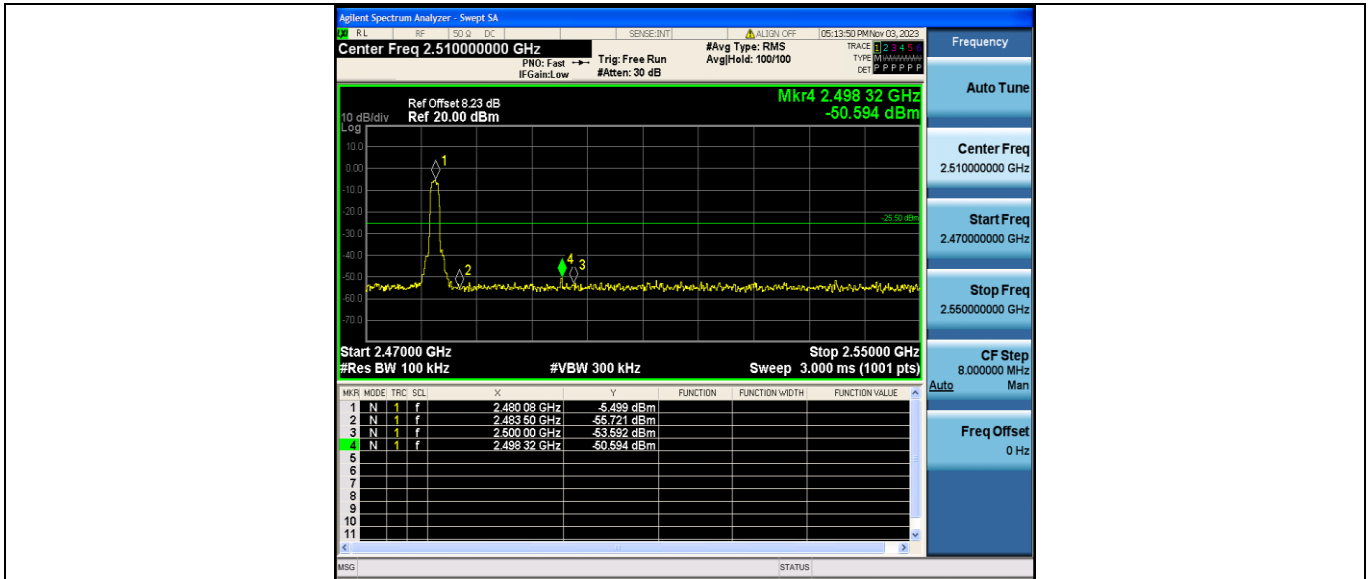 Agilent Spectrum Analyzer - Swept SA
LXI RL RF 50 Ω DC SENSE:INT ALIGN OFF 05:13:50 PM Nov 03, 2023
Center Freq 2.510000000 GHz
PNO: Fast
IFGain:Low
Trig: Free Run
#Atten: 30 dB
#Avg Type: RMS
Avg|Hold: 100/100
TRACE 1 2 3 4 5 6
TYPE M
DET P P P P P P
Mkr4 2.498 32 GHz
-50.594 dBm
Ref Offset 8.23 dB
10 dB/div Ref 20.00 dBm
Log
10.0
0.00
-10.0
-20.0
-30.0
-40.0
-50.0
-60.0
-70.0
-25.50 dBm
1
2
4
3
Start 2.47000 GHz Stop 2.55000 GHz
#Res BW 100 kHz #VBW 300 kHz Sweep 3.000 ms (1001 pts)
MKR MODE TRC SCL X Y FUNCTION FUNCTION WIDTH FUNCTION VALUE
1 N 1 f 2.480 08 GHz -5.499 dBm
2 N 1 f 2.483 50 GHz -55.721 dBm
3 N 1 f 2.500 00 GHz -53.592 dBm
4 N 1 f 2.498 32 GHz -50.594 dBm
5
6
7
8
9
10
11
MSG STATUS
Frequency
Auto Tune
Center Freq
2.510000000 GHz
Start Freq
2.470000000 GHz
Stop Freq
2.550000000 GHz
CF Step
8.000000 MHz
Auto Man
Freq Offset
0 Hz